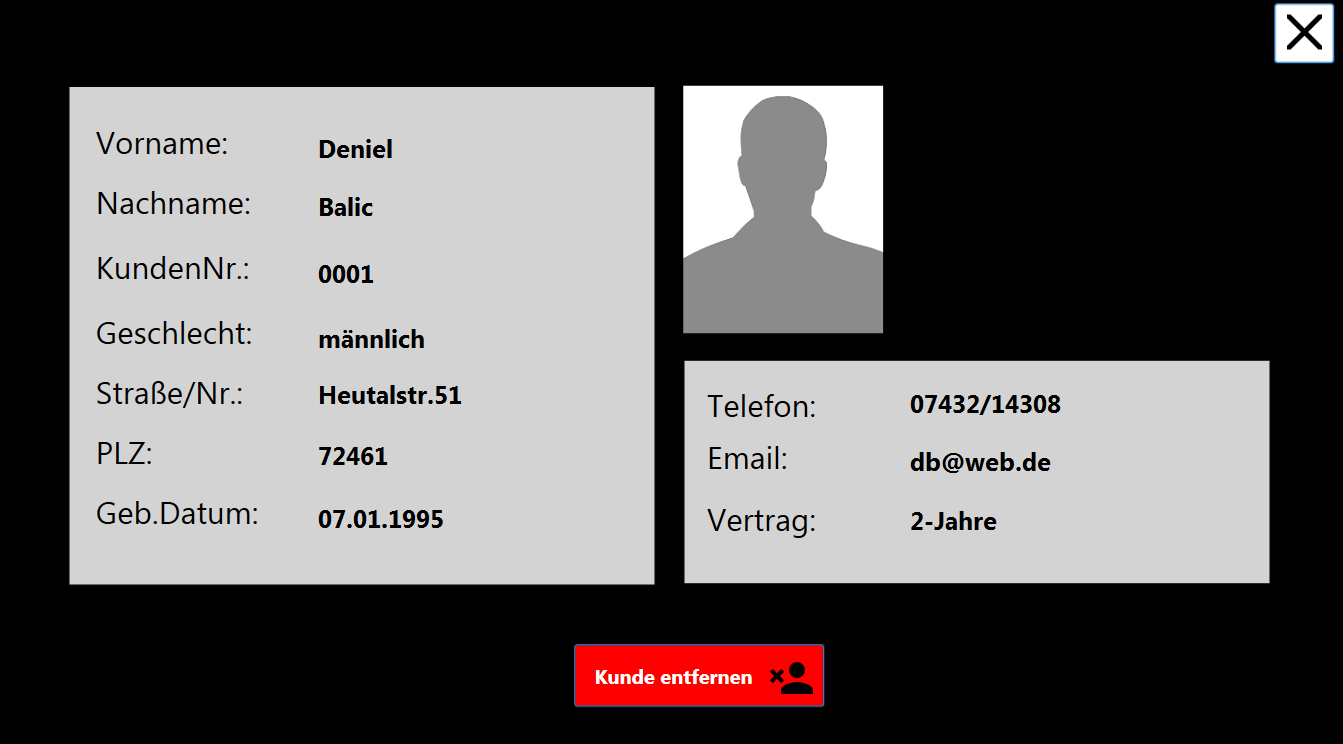 Vorname: Deniel
Nachname: Balic
KundenNr.: 0001
Geschlecht: männlich
Straße/Nr.: Heutalstr.51
PLZ: 72461
Geb.Datum: 07.01.1995
Telefon: 07432/14308
Email: db@web.de
Vertrag: 2-Jahre
Kunde entfernen